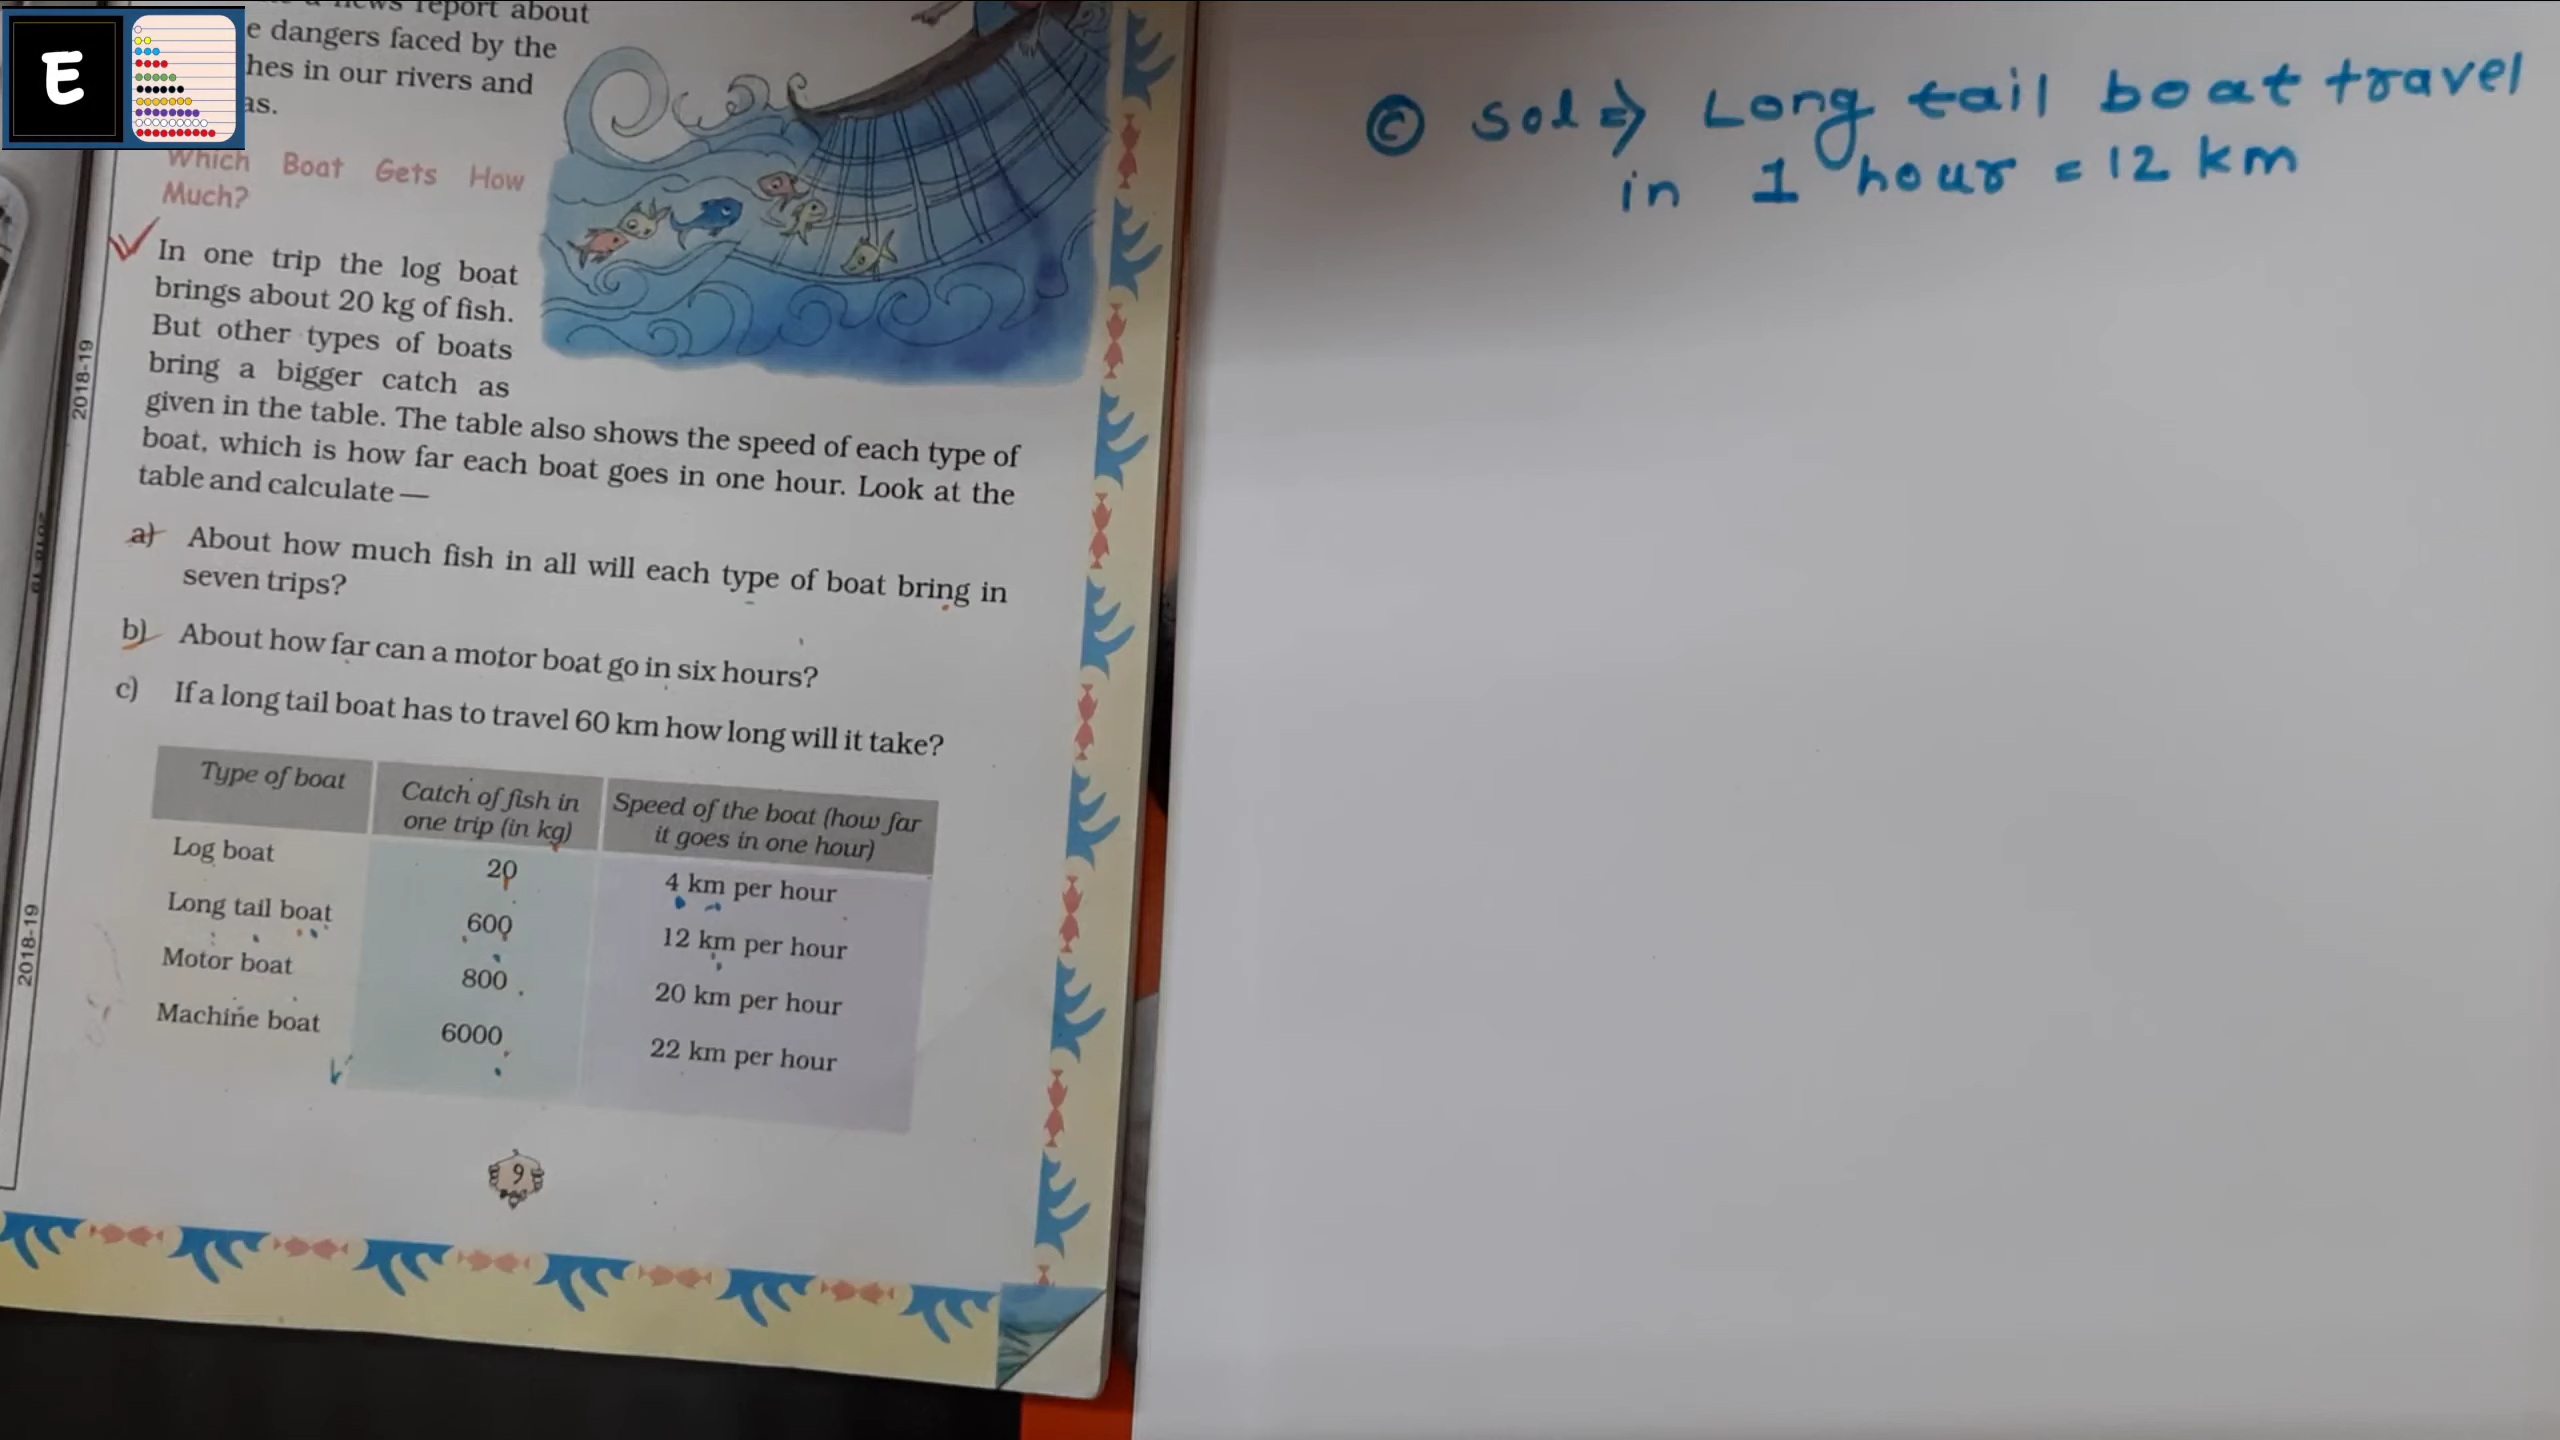 news report about
e dangers faced by the
hes in our rivers and
as.
Which Boat Gets How
Much?
In one trip the log boat
brings about 20 kg of fish.
But other types of boats
bring a bigger catch as
given in the table. The table also shows the speed of each type of
boat, which is how far each boat goes in one hour. Look at the
table and calculate —
a) About how much fish in all will each type of boat bring in
seven trips?
b) About how far can a motor boat go in six hours?
c) If a long tail boat has to travel 60 km how long will it take?
Type of boat Catch of fish in one trip (in kg) Speed of the boat (how far it goes in one hour)
Log boat 20 4 km per hour
Long tail boat 600 12 km per hour
Motor boat 800 20 km per hour
Machine boat 6000 22 km per hour
9
2018-19
2018-19
E
© sol ⇒ Long tail boat travel
in 1 hour = 12 km